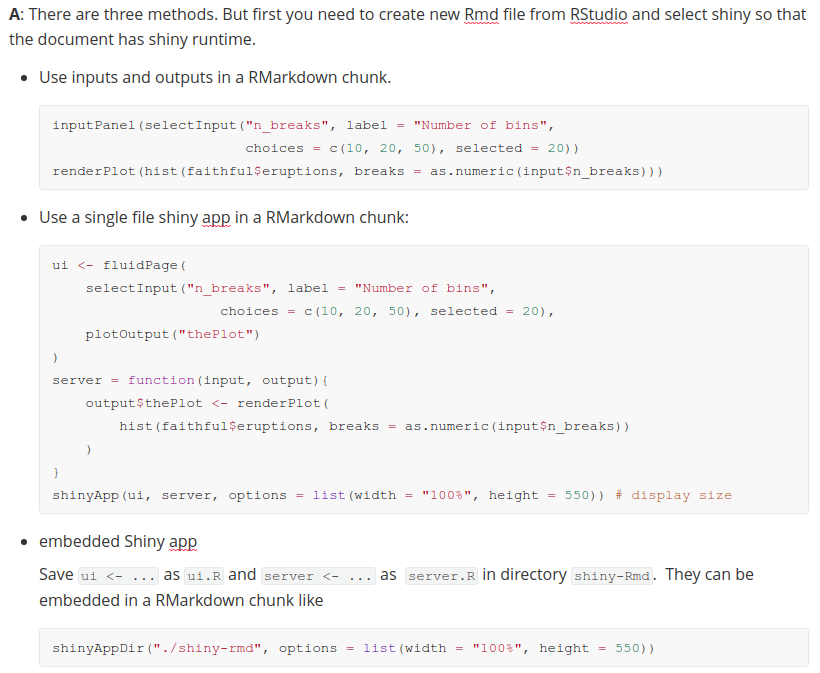 A: There are three methods. But first you need to create new Rmd file from RStudio and select shiny so that
the document has shiny runtime.
• Use inputs and outputs in a RMarkdown chunk.
inputPanel(selectInput("n_breaks", label = "Number of bins",
choices = c(10, 20, 50), selected = 20))
renderPlot(hist(faithful$eruptions, breaks = as.numeric(input$n_breaks)))
• Use a single file shiny app in a RMarkdown chunk:
ui <- fluidPage(
selectInput("n_breaks", label = "Number of bins",
choices = c(10, 20, 50), selected = 20),
plotOutput("thePlot")
)
server = function(input, output){
output$thePlot <- renderPlot(
hist(faithful$eruptions, breaks = as.numeric(input$n_breaks))
)
}
shinyApp(ui, server, options = list(width = "100%", height = 550)) # display size
• embedded Shiny app
Save ui <- ... as ui.R and server <- ... as server.R in directory shiny-Rmd. They can be
embedded in a RMarkdown chunk like
shinyAppDir("./shiny-rmd", options = list(width = "100%", height = 550))